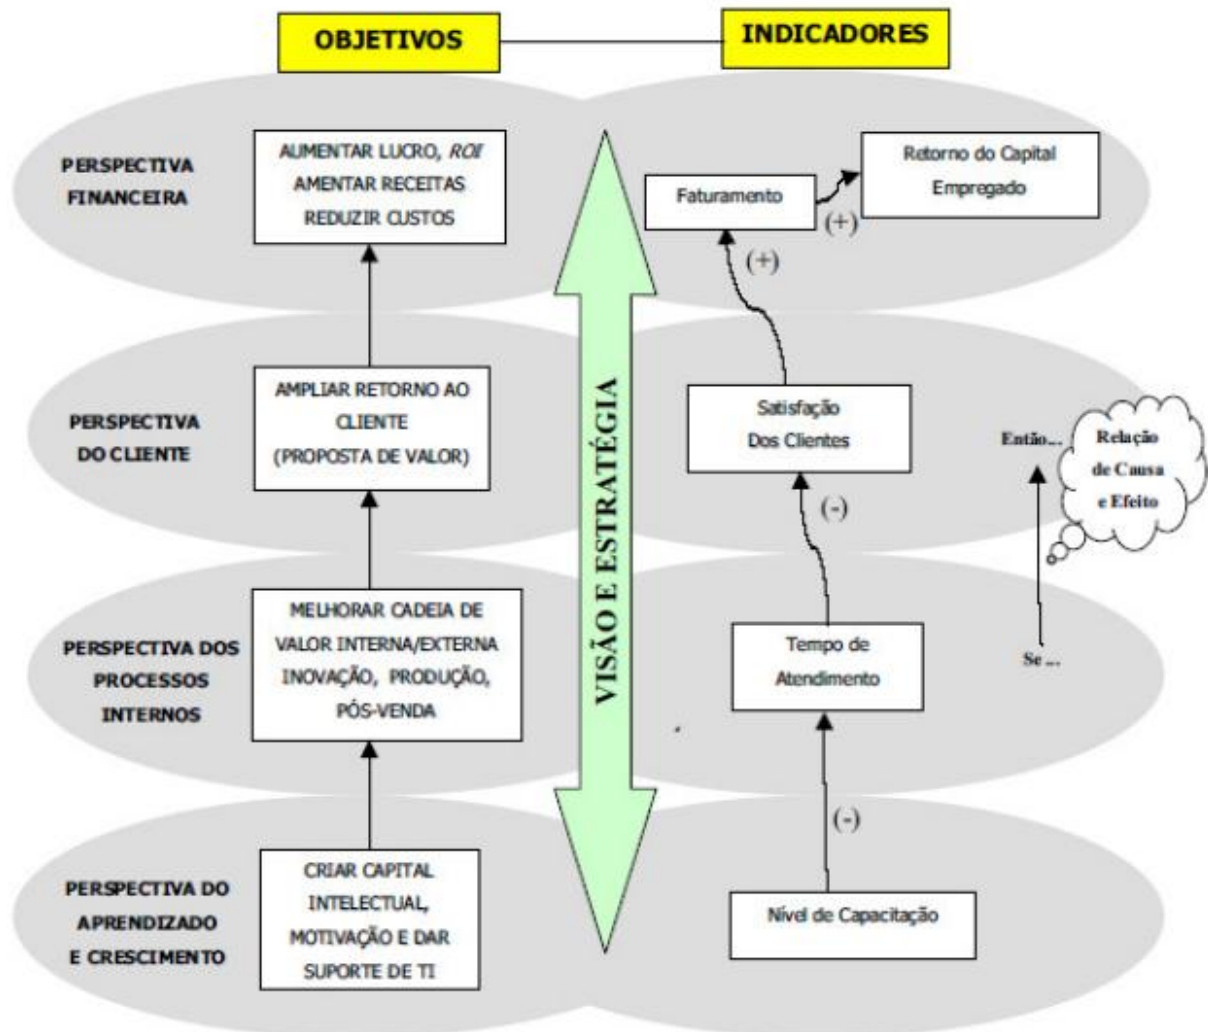 OBJETIVOS
INDICADORES
PERSPECTIVA
FINANCEIRA
AUMENTAR LUCRO, ROI
AMENTAR RECEITAS
REDUZIR CUSTOS
Faturamento
(+)
Retorno do Capital
Empregado
(+)
PERSPECTIVA
DO CLIENTE
AMPLIAR RETORNO AO
CLIENTE
(PROPOSTA DE VALOR)
VISÃO E ESTRATÉGIA
Satisfação
Dos Clientes
(-)
Então...
Relação
de Causa
e Efeito
Se ...
PERSPECTIVA DOS
PROCESSOS
INTERNOS
MELHORAR CADEIA DE
VALOR INTERNA/EXTERNA
INOVAÇÃO, PRODUÇÃO,
PÓS-VENDA
Tempo de
Atendimento
(-)
PERSPECTIVA DO
APRENDIZADO
E CRESCIMENTO
CRIAR CAPITAL
INTELECTUAL,
MOTIVAÇÃO E DAR
SUPORTE DE TI
Nível de Capacitação